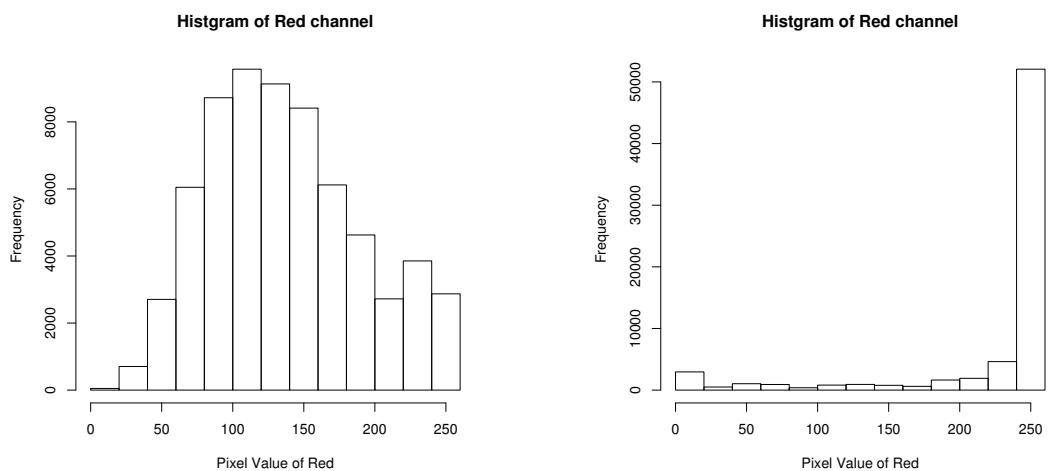 Histgram of Red channel
Frequency
8000
6000
4000
2000
0
0 50 100 150 200 250
Pixel Value of Red
Histgram of Red channel
Frequency
50000
40000
30000
20000
10000
0
0 50 100 150 200 250
Pixel Value of Red